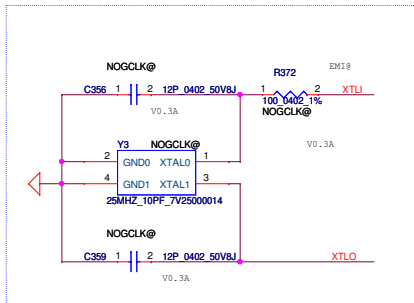 NOGCLK@
R372
EMI@
C356 1 2 12P_0402_50V8J
1 2 XTLI
100_0402_1%
V0.3A
NOGCLK@
Y3 NOGCLK@
V0.3A
2 GND0 XTAL0 1
4 GND1 XTAL1 3
25MHZ_10PF_7V25000014
NOGCLK@
C359 1 2 12P_0402_50V8J
XTLO
V0.3A